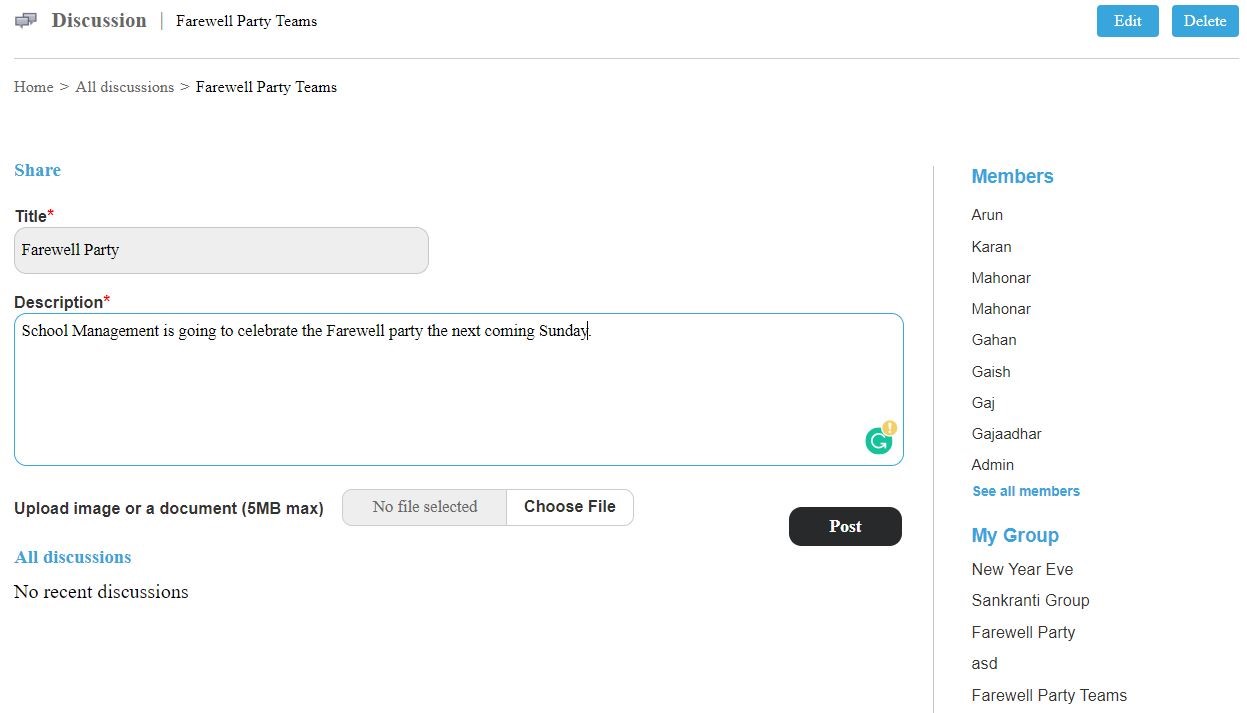 Discussion | Farewell Party Teams
Edit
Delete
Home > All discussions > Farewell Party Teams
Share
Title*
Farewell Party
Description*
School Management is going to celebrate the Farewell party the next coming Sunday.
Upload image or a document (5MB max)
No file selected
Choose File
Post
All discussions
No recent discussions
Members
Arun
Karan
Mahonar
Mahonar
Gahan
Gaish
Gaj
Gajaadhar
Admin
See all members
My Group
New Year Eve
Sankranti Group
Farewell Party
asd
Farewell Party Teams